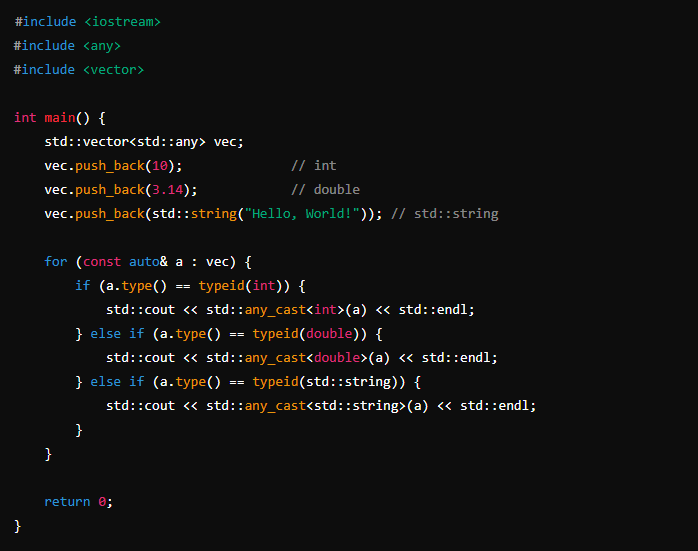 #include <iostream>
#include <any>
#include <vector>

int main() {
    std::vector<std::any> vec;
    vec.push_back(10);              // int
    vec.push_back(3.14);            // double
    vec.push_back(std::string("Hello, World!")); // std::string

    for (const auto& a : vec) {
        if (a.type() == typeid(int)) {
            std::cout << std::any_cast<int>(a) << std::endl;
        } else if (a.type() == typeid(double)) {
            std::cout << std::any_cast<double>(a) << std::endl;
        } else if (a.type() == typeid(std::string)) {
            std::cout << std::any_cast<std::string>(a) << std::endl;
        }
    }

    return 0;
}